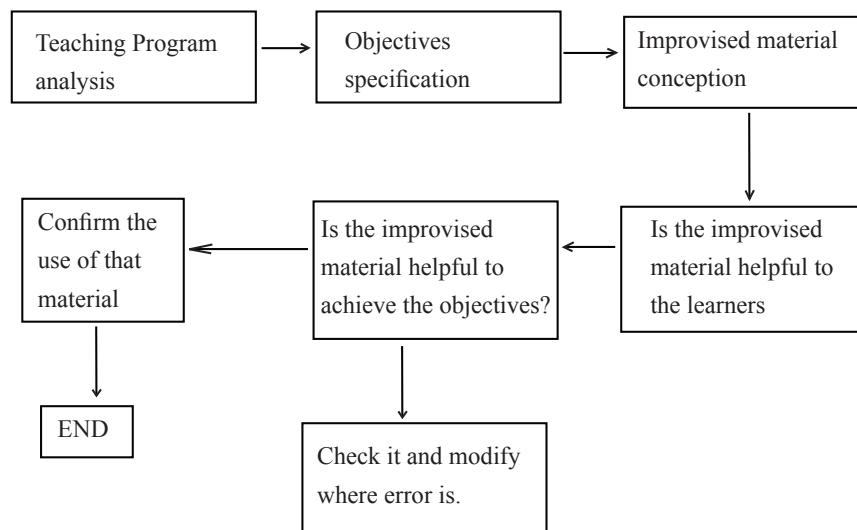 Teaching Program
analysis
Objectives
specification
Improvised material
conception
Is the improvised
material helpful to
the learners
Is the improvised
material helpful to
achieve the objectives?
Confirm the
use of that
material
END
Check it and modify
where error is.